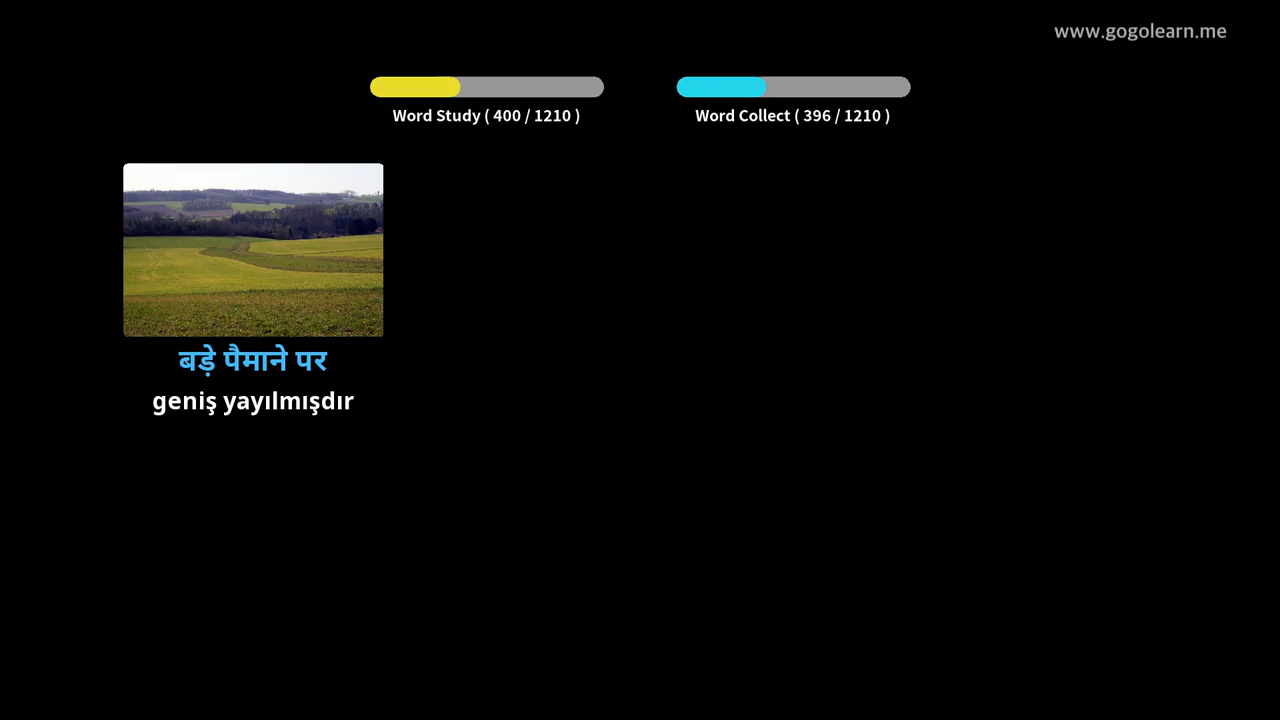 www.gogolearn.me
Word Study ( 400 / 1210 )
Word Collect ( 396 / 1210 )
बड़े पैमाने पर
geniş yayılmışdır